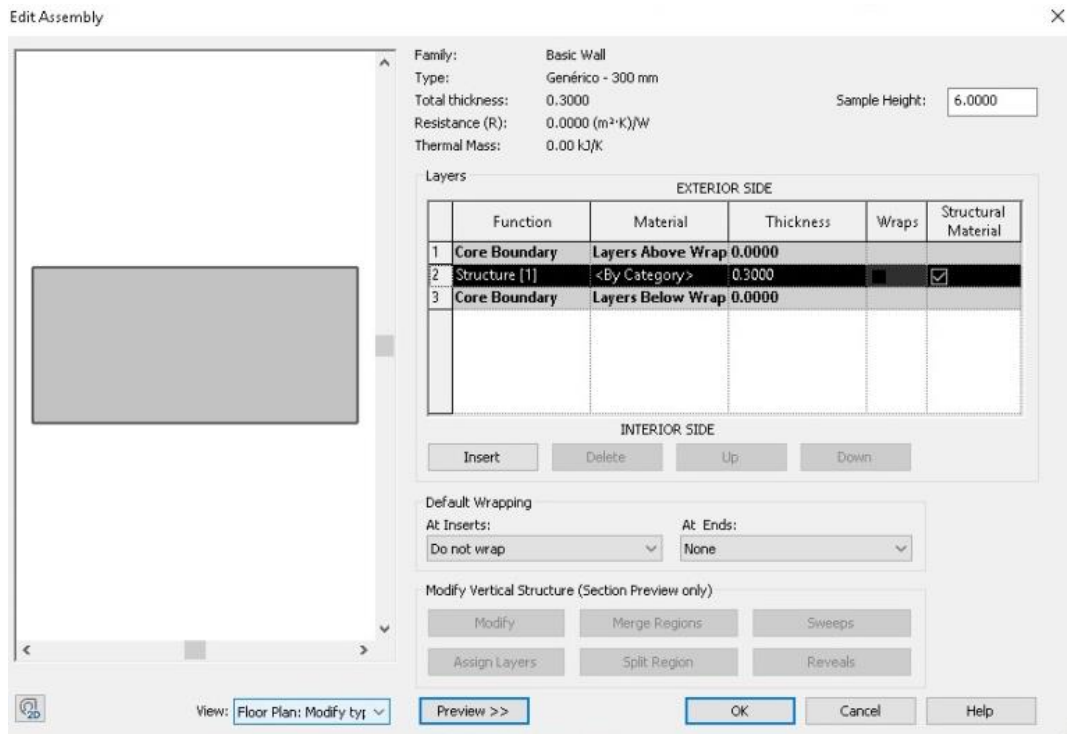 Edit Assembly
Family: Basic Wall
Type: Genérico - 300 mm
Total thickness: 0.3000 Sample Height: 6.0000
Resistance (R): 0.0000 (m²·K)/W
Thermal Mass: 0.00 kJ/K
Layers
EXTERIOR SIDE
Function Material Thickness Wraps Structural Material
1 Core Boundary Layers Above Wrap 0.0000
2 Structure [1] <By Category> 0.3000
3 Core Boundary Layers Below Wrap 0.0000
INTERIOR SIDE
Insert Delete Up Down
Default Wrapping
At Inserts: At Ends:
Do not wrap None
Modify Vertical Structure (Section Preview only)
Modify Merge Regions Sweeps
Assign Layers Split Region Reveals
2D View: Floor Plan: Modify typ Preview >> OK Cancel Help